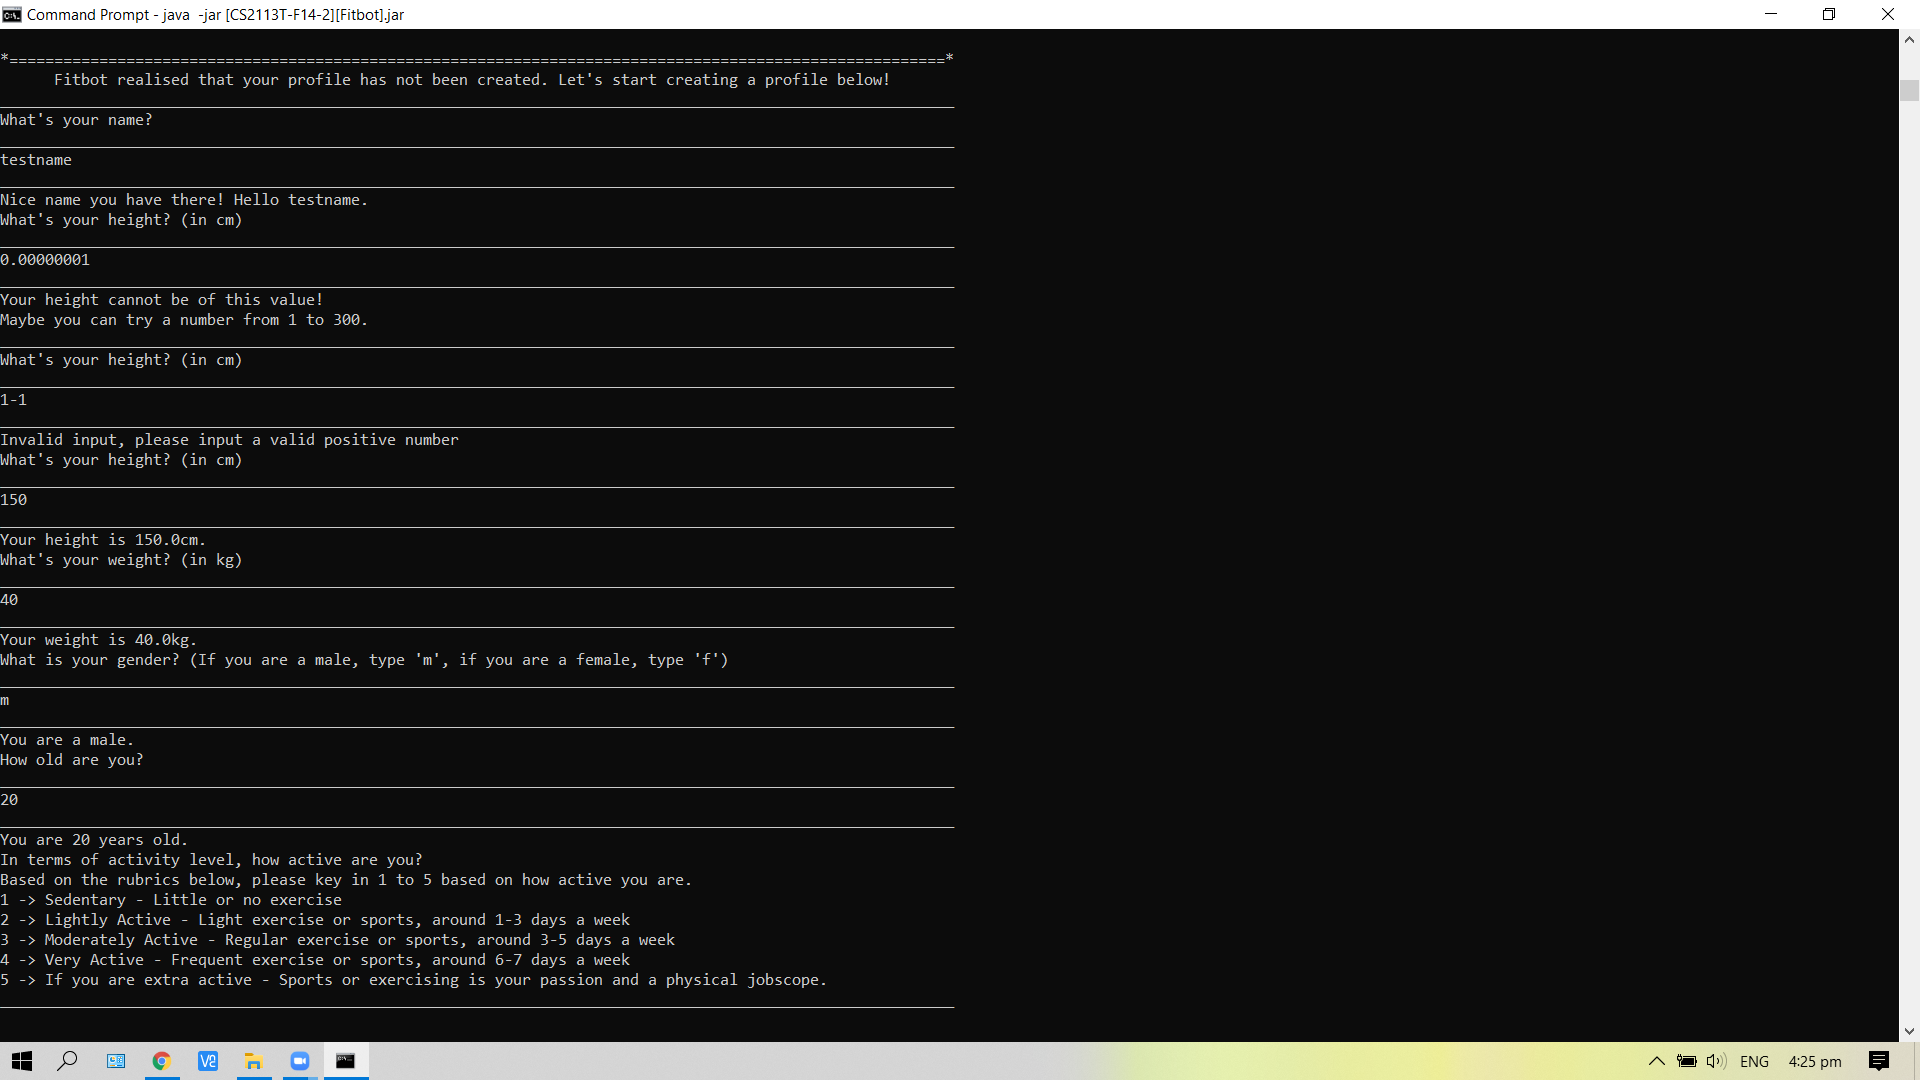 Command Prompt - java  -jar [CS2113T-F14-2][Fitbot].jar
*========================================================================================================*
Fitbot realised that your profile has not been created. Let's start creating a profile below!
What's your name?
testname
Nice name you have there! Hello testname.
What's your height? (in cm)
0.00000001
Your height cannot be of this value!
Maybe you can try a number from 1 to 300.
What's your height? (in cm)
1-1
Invalid input, please input a valid positive number
What's your height? (in cm)
150
Your height is 150.0cm.
What's your weight? (in kg)
40
Your weight is 40.0kg.
What is your gender? (If you are a male, type 'm', if you are a female, type 'f')
m
You are a male.
How old are you?
20
You are 20 years old.
In terms of activity level, how active are you?
Based on the rubrics below, please key in 1 to 5 based on how active you are.
1 -> Sedentary - Little or no exercise
2 -> Lightly Active - Light exercise or sports, around 1-3 days a week
3 -> Moderately Active - Regular exercise or sports, around 3-5 days a week
4 -> Very Active - Frequent exercise or sports, around 6-7 days a week
5 -> If you are extra active - Sports or exercising is your passion and a physical jobscope.
ENG 4:25 pm